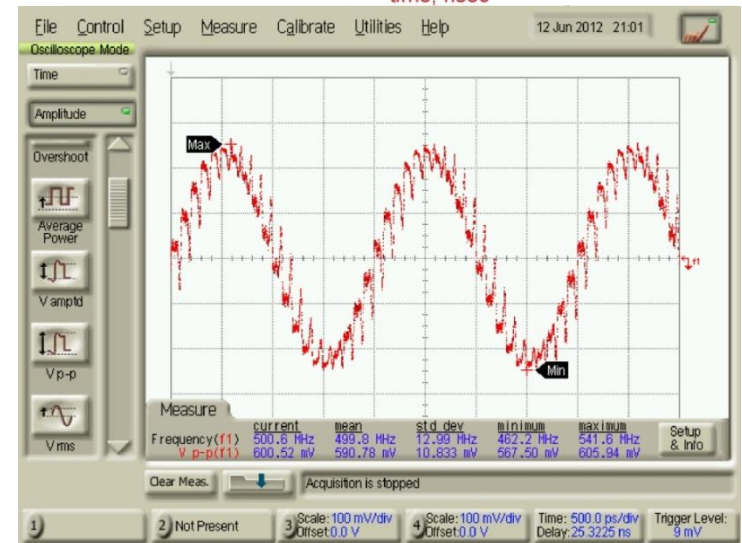 time, nsec
File Control Setup Measure Calibrate Utilities Help 12 Jun 2012 21:01
Oscilloscope Mode
Time
Amplitude
Overshoot
Average
Power
V amptd
V p-p
V rms
Max
f1
Min
Measure
current mean std dev minimum maximum
Frequency(f1) 500.6 MHz 499.8 MHz 12.99 MHz 462.2 MHz 541.6 MHz
V p-p(f1) 600.52 mV 590.78 mV 10.833 mV 567.50 mV 605.94 mV
Setup
& Info
Clear Meas. Acquisition is stopped
1) 2) Not Present 3) Scale:100 mV/div 4) Scale:100 mV/div Time:500.0 ps/div Trigger Level:
Offset:0.0 V Offset:0.0 V Delay:25.3225 ns 9 mV